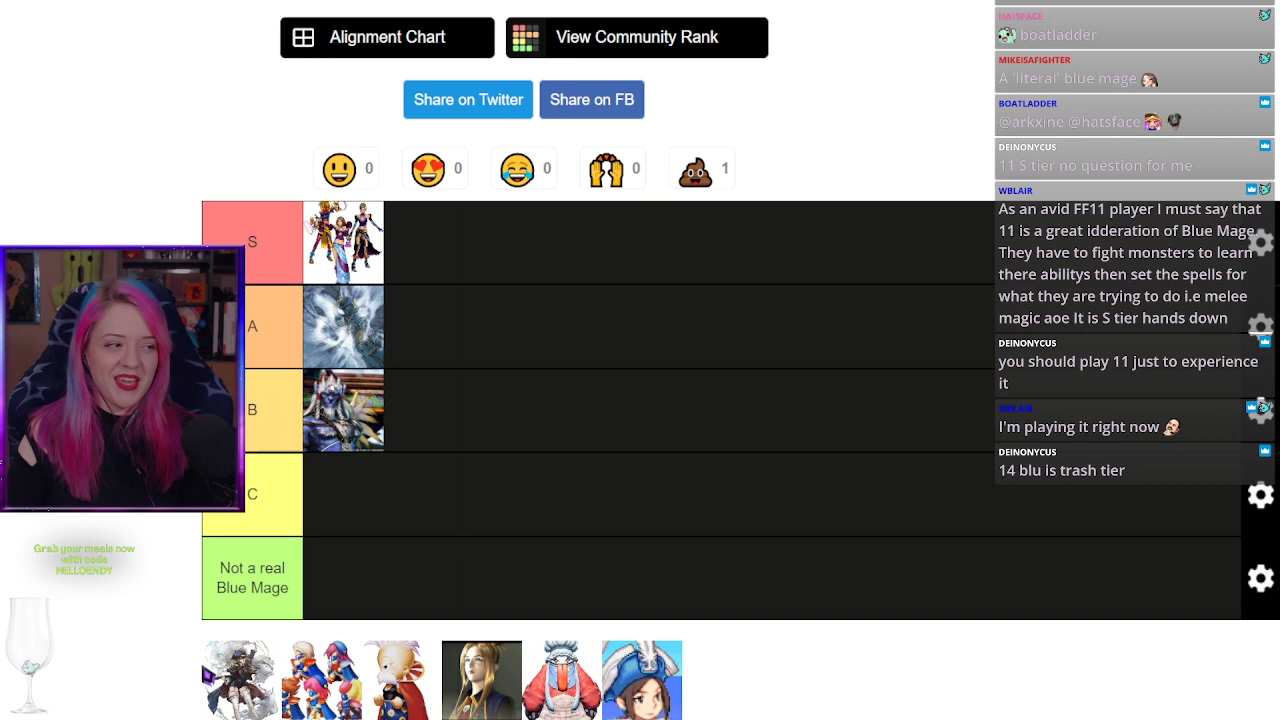 Alignment Chart
View Community Rank
Share on Twitter
Share on FB
0
0
0
0
1
S
A
B
C
Not a real
Blue Mage
HATSFACE
boatladder
MIKEISAFIGHTER
A 'literal' blue mage
BOATLADDER
@arkxine @hatsface
DEINONYCUS
11 S tier no question for me
WBLAIR
As an avid FF11 player I must say that
11 is a great idderation of Blue Mage
They have to fight monsters to learn
there abilitys then set the spells for
what they are trying to do i.e melee
magic aoe It is S tier hands down
DEINONYCUS
you should play 11 just to experience
it
WBLAIR
I'm playing it right now
DEINONYCUS
14 blu is trash tier
Grab your meals now
with code
HELLOENDY